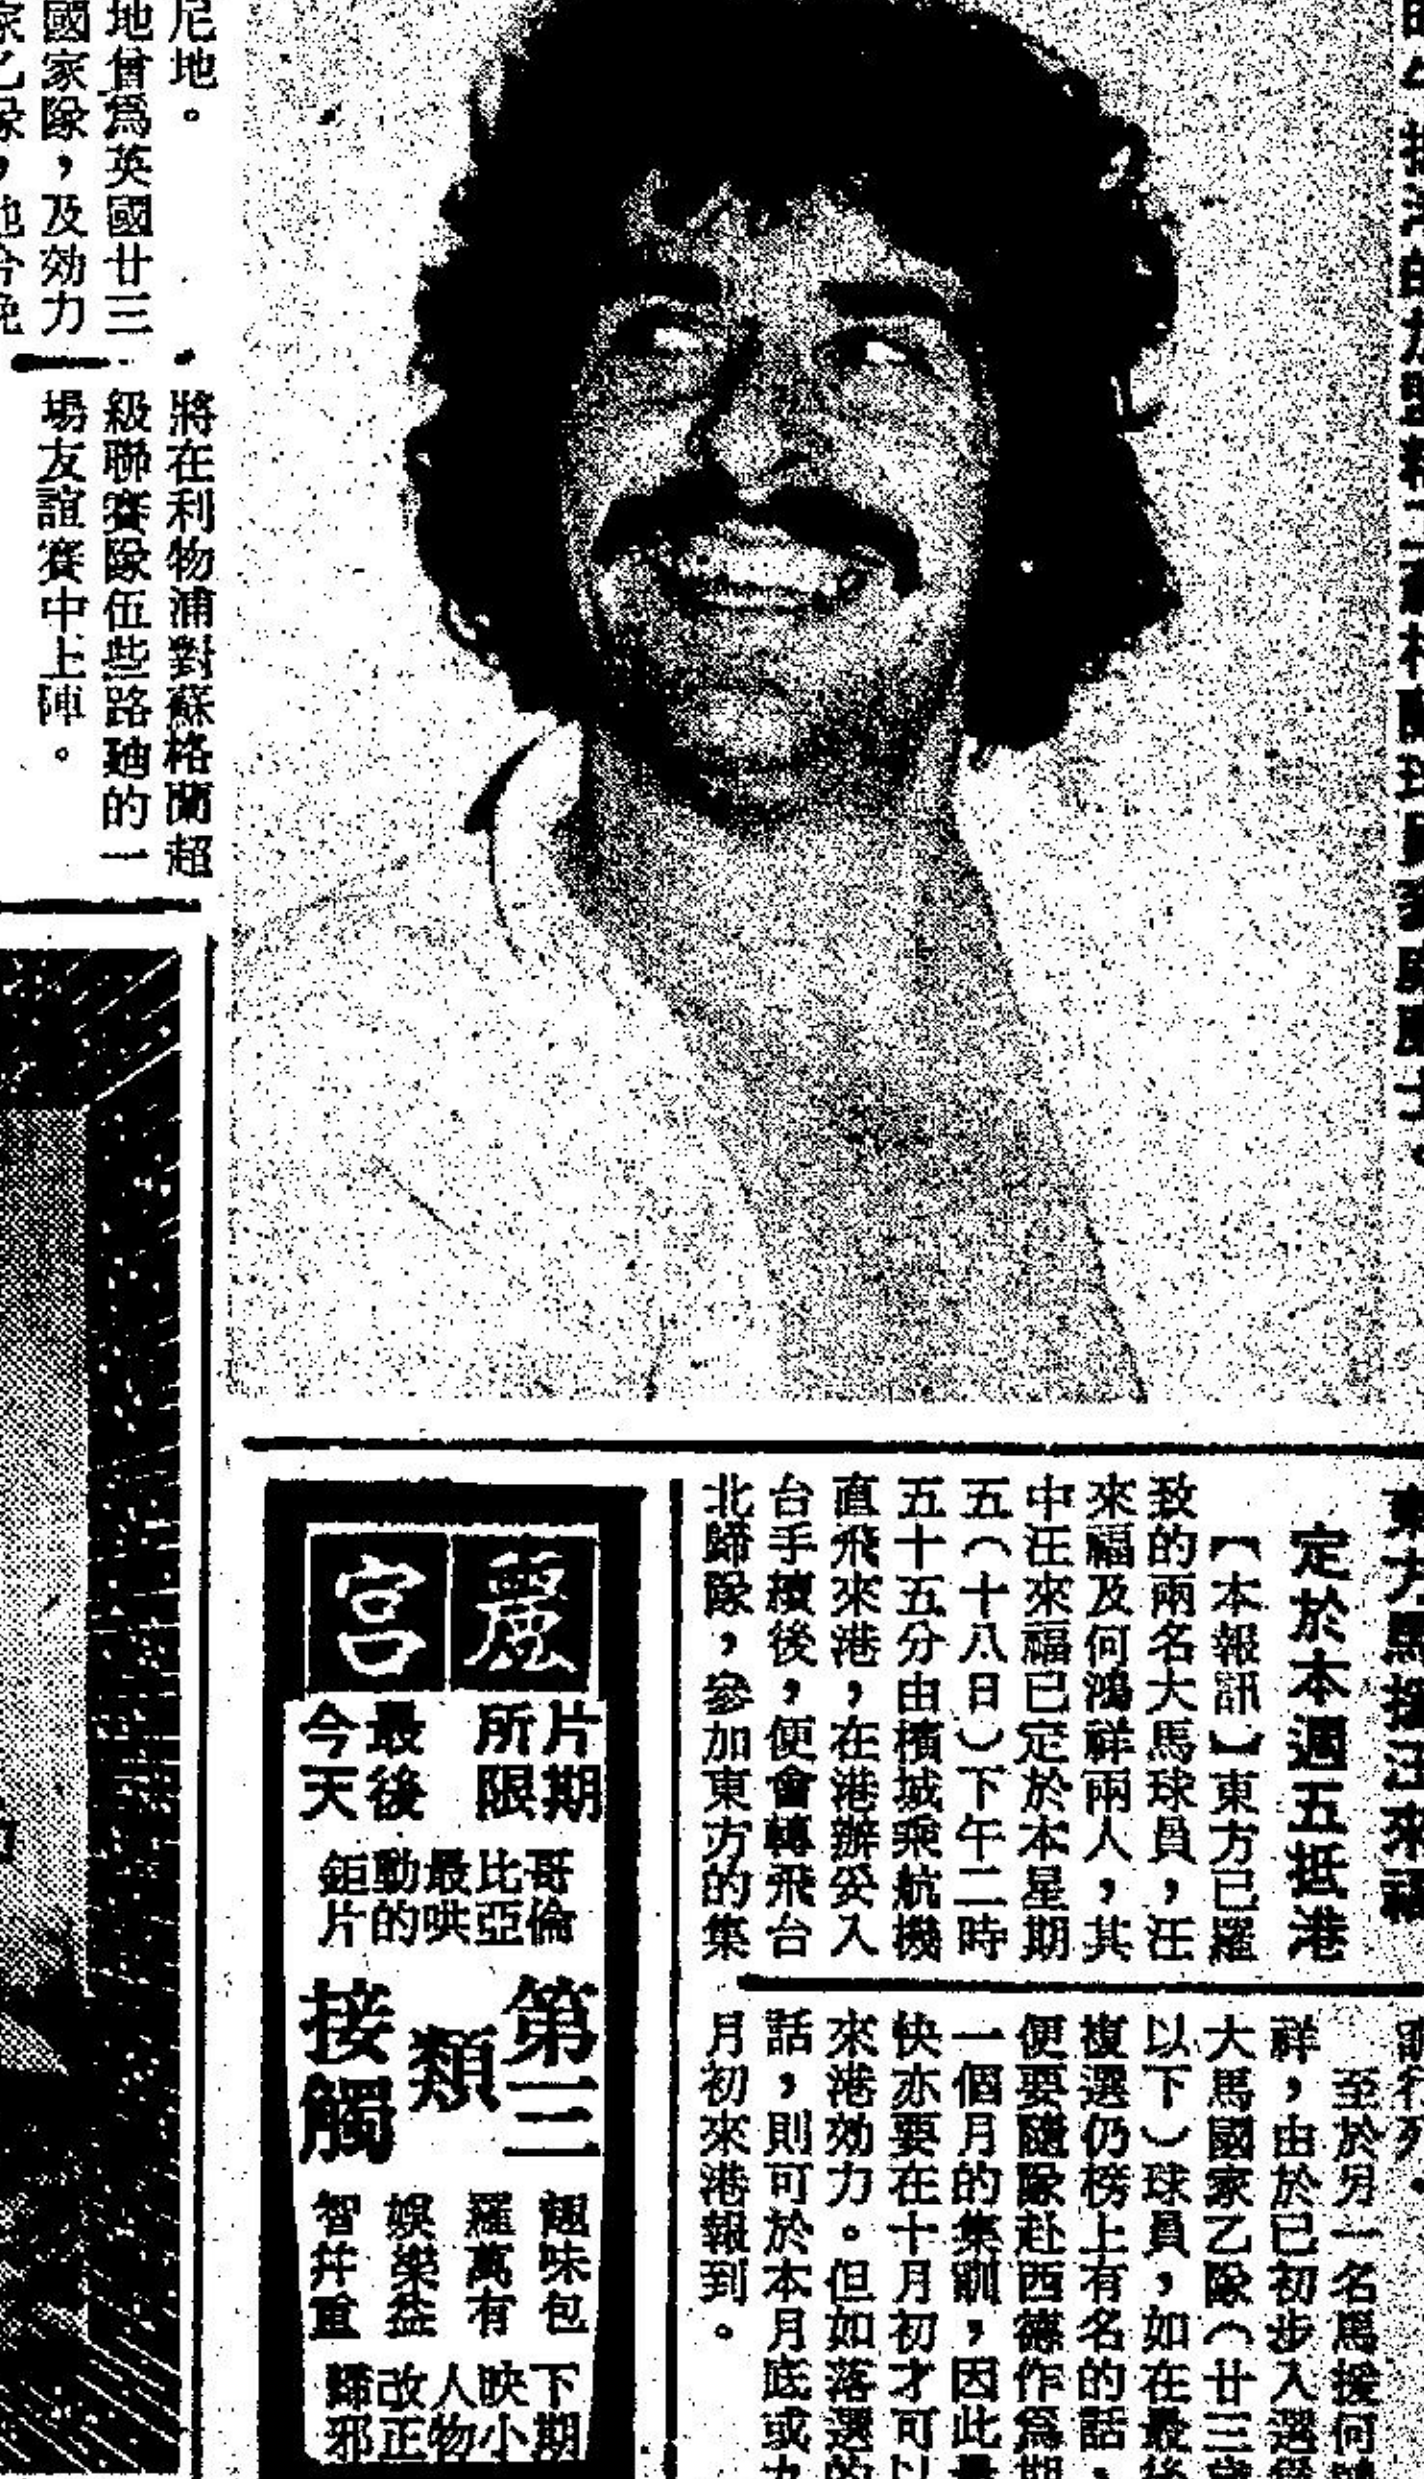 尼地。
地曾爲英國廿三
國家隊，及効力
將在利物浦對蘇格蘭超
級聯賽隊伍些路廸的一
場友誼賽中上陣。
定於本週五抵港
【本報訊】東方已羅
致的兩名大馬球員，汪
來福及何鴻祥兩人，其
中汪來福已定於本星期
五（十八日）下午二時
五十五分由檳城乘航機
直飛來港，在港辦妥入
台手續後，便會轉飛台
北歸隊，參加東方的集
至於另一名馬援何
祥，由於已初步入選
大馬國家乙隊（廿三歲
以下）球員，如在最後
複選仍榜上有名的話，
便要隨隊赴西德作爲期
一個月的集訓，因此最
快亦要在十月初才可以
來港効力。但如落選的
話，則可於本月底或九
月初來港報到。
片期
所限
最後
今天
哥倫
比亞
最哄
動的
鉅片
第三
類
接觸
趣味包
羅萬有
娛樂益
智并重
下期
映小
人物
改正
歸邪